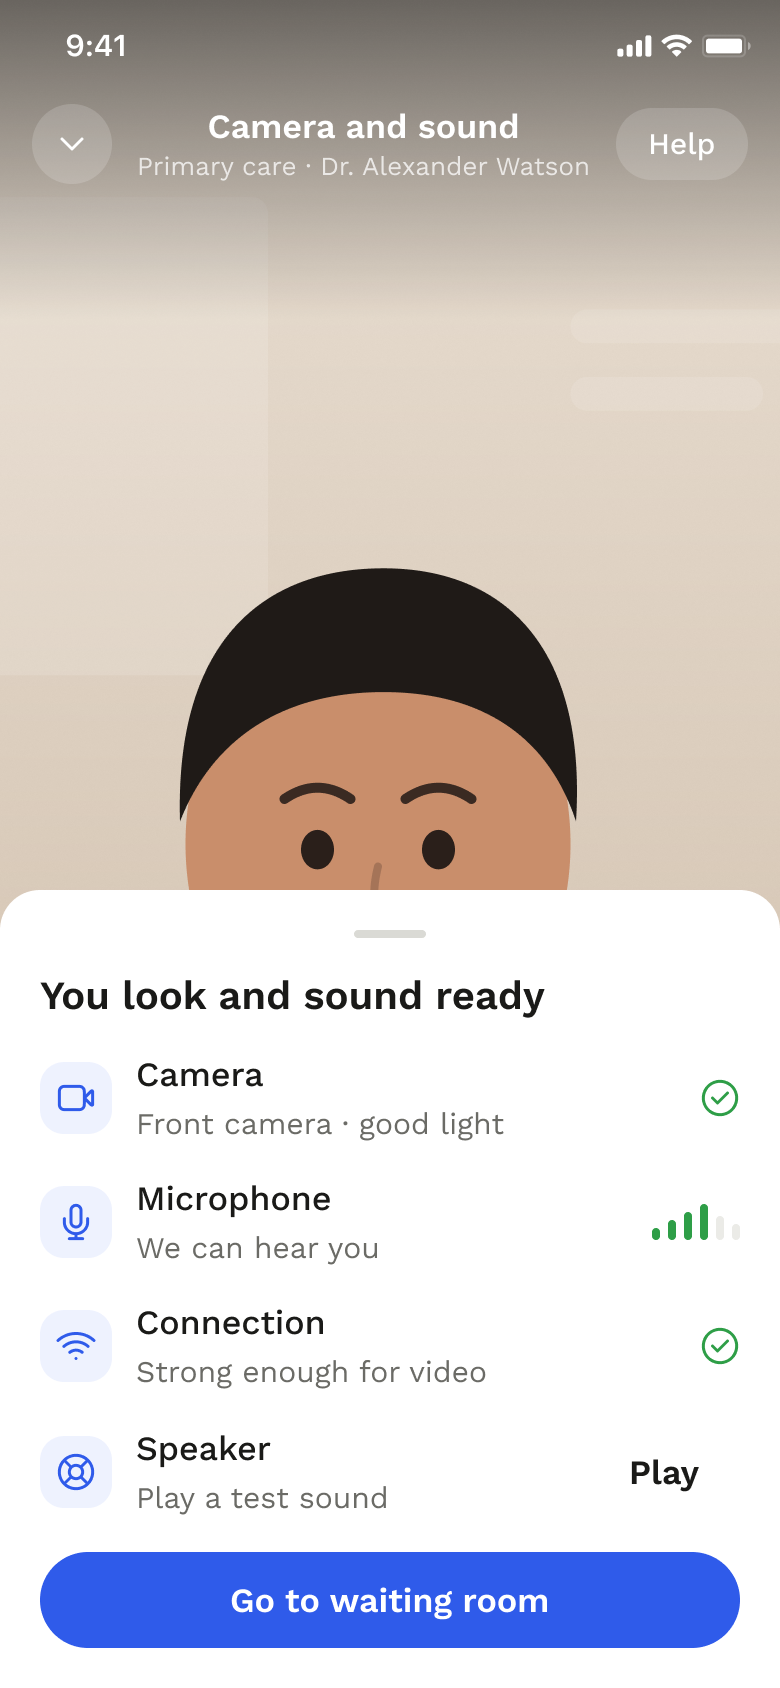 9:41
Camera and sound
Primary care · Dr. Alexander Watson
Help
You look and sound ready
Camera
Front camera · good light
Microphone
We can hear you
Connection
Strong enough for video
Speaker
Play a test sound
Play
Go to waiting room